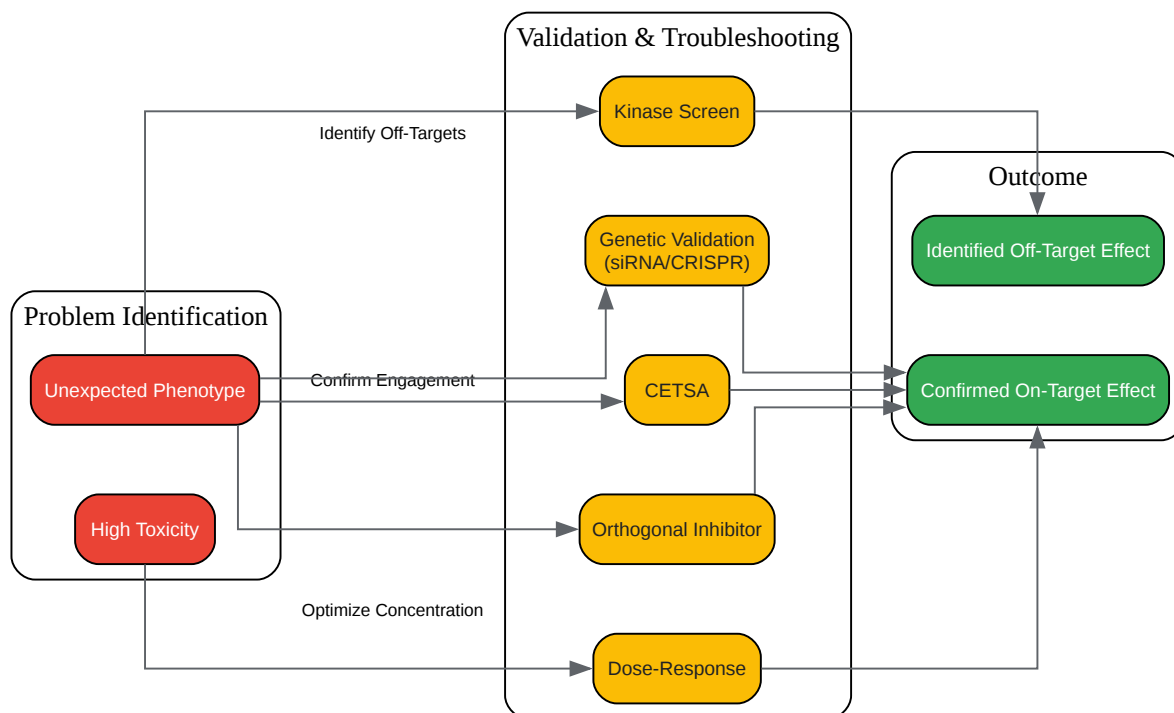 Validation & Troubleshooting
Kinase Screen
Identify Off-Targets
Outcome
Genetic Validation
(siRNA/CRISPR)
Identified Off-Target Effect
Problem Identification
Unexpected Phenotype
Confirm Engagement
CETSA
Confirmed On-Target Effect
High Toxicity
Orthogonal Inhibitor
Optimize Concentration
Dose-Response